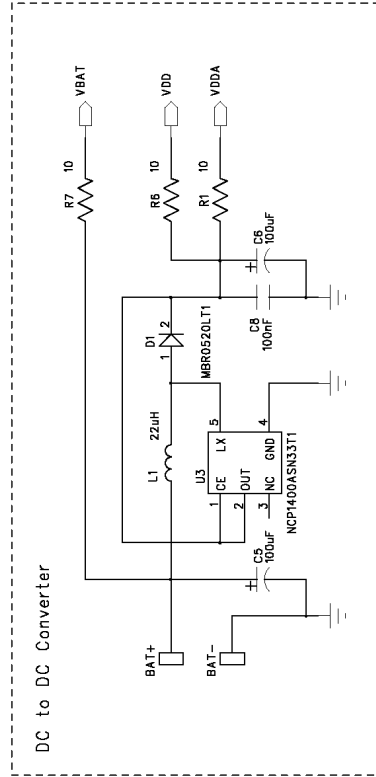 DC to DC Converter
VBAT
VDD
VDDA
R7
10
R6
10
R1
10
C6
100uF
C8
100nF
D1
1
2
MBR0520LT1
L1
22uH
U3
1
CE
LX
5
2
OUT
3
NC
GND
4
NCP1400ASN33T1
C5
100uF
BAT+
BAT-